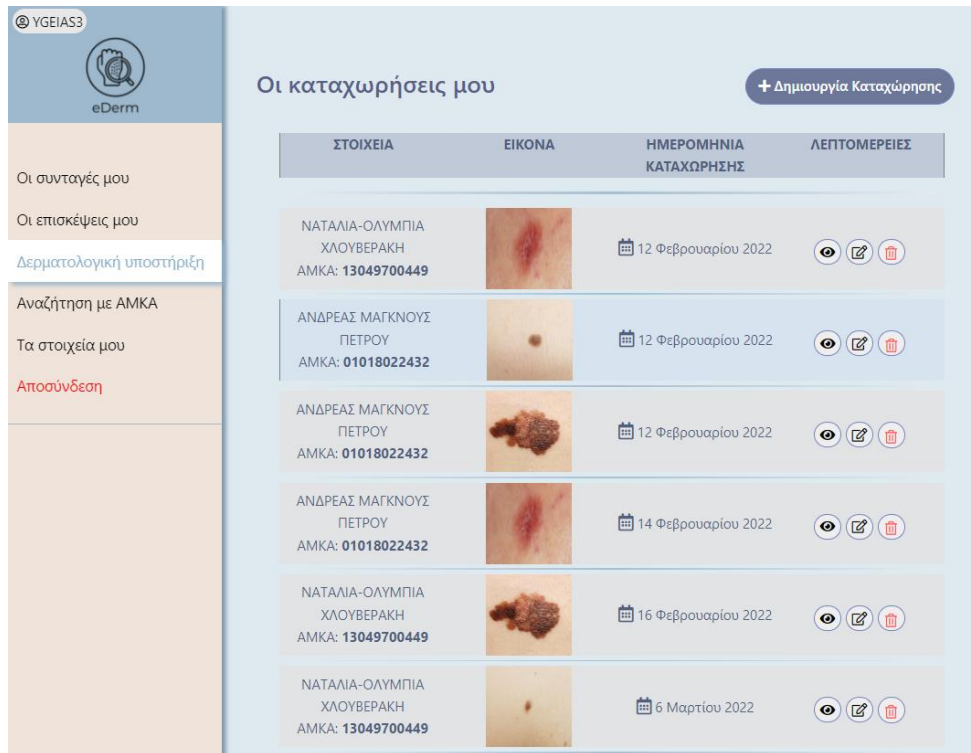 YGEIAS3
eDerm
Οι συνταγές μου
Οι επισκέψεις μου
Δερματολογική υποστήριξη
Αναζήτηση με ΑΜΚΑ
Τα στοιχεία μου
Αποσύνδεση
Οι καταχωρήσεις μου
Δημιουργία Καταχώρησης
ΣΤΟΙΧΕΙΑ ΕΙΚΟΝΑ ΗΜΕΡΟΜΗΝΙΑ ΛΕΠΤΟΜΕΡΕΙΕΣ
ΚΑΤΑΧΩΡΗΣΗΣ
ΝΑΤΑΛΙΑ-ΟΛΥΜΠΙΑ
ΧΛΟΥΒΕΡΑΚΗ
ΑΜΚΑ: 13049700449
12 Φεβρουαρίου 2022
ΑΝΔΡΕΑΣ ΜΑΓΚΝΟΥΣ
ΠΕΤΡΟΥ
ΑΜΚΑ: 01018022432
12 Φεβρουαρίου 2022
ΑΝΔΡΕΑΣ ΜΑΓΚΝΟΥΣ
ΠΕΤΡΟΥ
ΑΜΚΑ: 01018022432
12 Φεβρουαρίου 2022
ΑΝΔΡΕΑΣ ΜΑΓΚΝΟΥΣ
ΠΕΤΡΟΥ
ΑΜΚΑ: 01018022432
14 Φεβρουαρίου 2022
ΝΑΤΑΛΙΑ-ΟΛΥΜΠΙΑ
ΧΛΟΥΒΕΡΑΚΗ
ΑΜΚΑ: 13049700449
16 Φεβρουαρίου 2022
ΝΑΤΑΛΙΑ-ΟΛΥΜΠΙΑ
ΧΛΟΥΒΕΡΑΚΗ
ΑΜΚΑ: 13049700449
6 Μαρτίου 2022